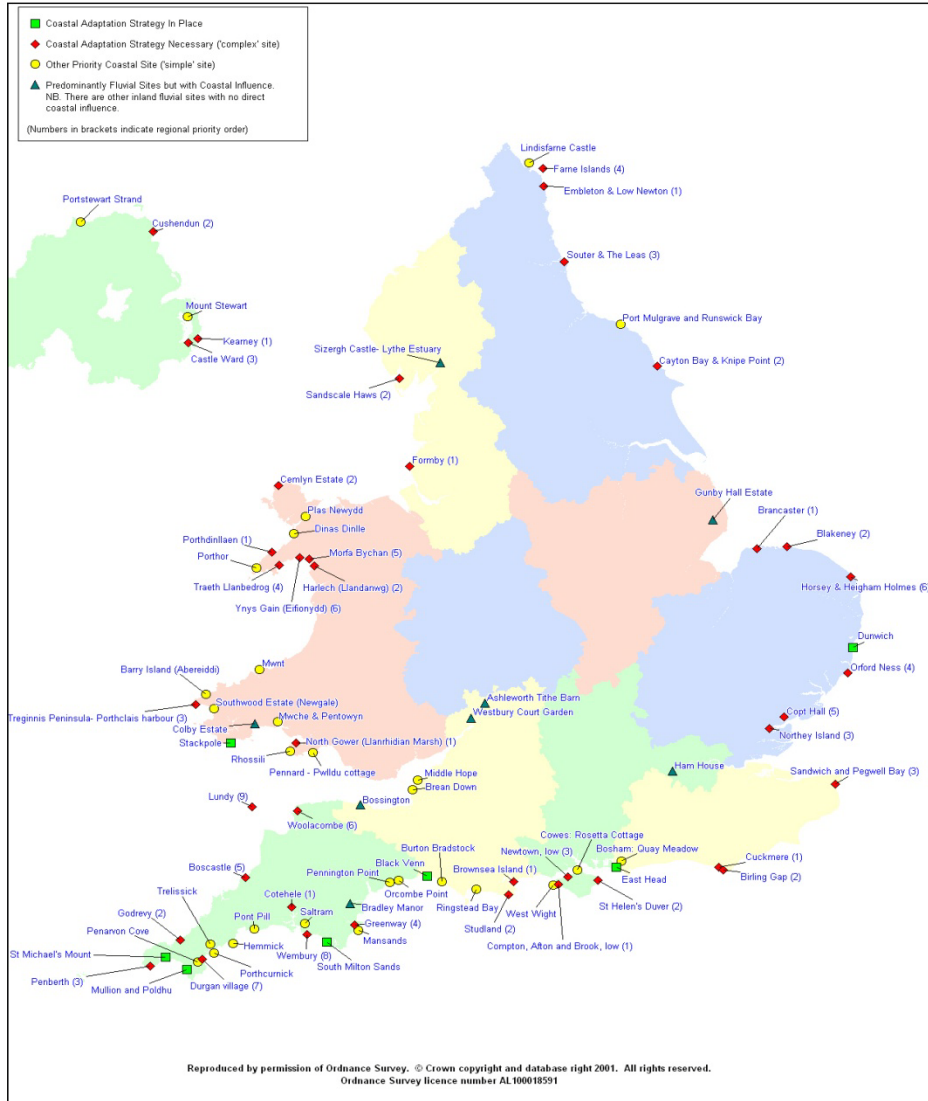 Coastal Adaptation Strategy In Place
Coastal Adaptation Strategy Necessary ('complex' site)
Other Priority Coastal Site ('simple' site)
Predominantly Fluvial Sites but with Coastal Influence.
NB. There are other inland fluvial sites with no direct
coastal influence.
(Numbers in brackets indicate regional priority order)
Lindisfarne Castle
Farne Islands (4)
Embleton & Low Newton (1)
Portstewart Strand
Cushendun (2)
Souter & The Leas (3)
Mount Stewart
Port Mulgrave and Runswick Bay
Kearney (1)
Castle Ward (3)
Sizergh Castle- Lythe Estuary
Cayton Bay & Knipe Point (2)
Sandscale Haws (2)
Formby (1)
Cemlyn Estate (2)
Gunby Hall Estate
Plas Newydd
Brancaster (1)
Dinas Dinlle
Blakeney (2)
Porthdinllaen (1)
Morfa Bychan (5)
Porthor
Traeth Llanbedrog (4)
Harlech (Llandanwg) (2)
Horsey & Heigham Holmes (6)
Ynys Gain (Eifionydd) (6)
Dunwich
Mwnt
Barry Island (Abereiddi)
Orford Ness (4)
Southwood Estate (Newgale)
Ashleworth Tithe Barn
Treginnis Peninsula- Porthclais harbour (3)
Mwche & Pentowyn
Westbury Court Garden
Copt Hall (5)
Colby Estate
Northey Island (3)
Stackpole
North Gower (Llanrhidian Marsh) (1)
Rhossili
Pennard - Pwlldu cottage
Ham House
Sandwich and Pegwell Bay (3)
Middle Hope
Brean Down
Lundy (9)
Bossington
Woolacombe (6)
Cowes: Rosetta Cottage
Burton Bradstock
Newtown, low (3)
Bosham: Quay Meadow
Black Venn
Brownsea Island (1)
Cuckmere (1)
Boscastle (5)
Pennington Point
East Head
Birling Gap (2)
Orcombe Point
Trelissick
Cotehele (1)
Ringstead Bay
West Wight
St Helen's Duver (2)
Godrevy (2)
Pont Pill
Saltram
Bradley Manor
Studland (2)
Penarvon Cove
Greenway (4)
Compton, Afton and Brook, low (1)
Hemmick
Mansands
St Michael's Mount
Porthcurnick
Wembury (8)
South Milton Sands
Penberth (3)
Mullion and Poldhu
Durgan village (7)
Reproduced by permission of Ordnance Survey. © Crown copyright and database right 2001. All rights reserved.
Ordnance Survey licence number AL100018591